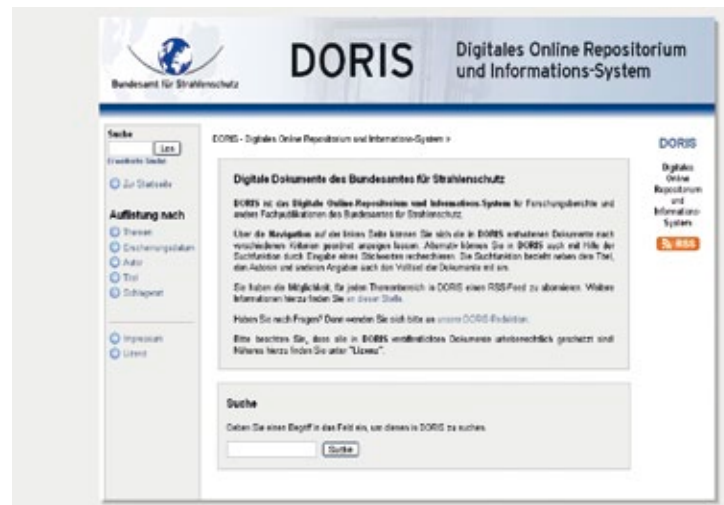 Bundesamt für Strahlenschutz
DORIS
Digitales Online Repositorium
und Informations-System
Suche
Los
Erweiterte Suche
Zur Startseite
Auflistung nach
Themen
Erscheinungsdatum
Autor
Titel
Schlagwort
Impressum
Lizenz
DORIS - Digitales Online Repositorium und Informations-System >
Digitale Dokumente des Bundesamtes für Strahlenschutz
DORIS ist das Digitale Online Repositorium und Informations-System für Forschungsberichte und
andere Fachpublikationen des Bundesamtes für Strahlenschutz.
Über die Navigation auf der linken Seite können Sie sich die in DORIS enthaltenen Dokumente nach
verschiedenen Kriterien geordnet anzeigen lassen. Alternativ können Sie in DORIS auch mit Hilfe der
Suchfunktion durch Eingabe eines Stichwortes recherchieren. Die Suchfunktion bezieht neben dem Titel,
den Autoren und anderen Angaben auch den Volltext der Dokumente mit ein.
Sie haben die Möglichkeit, für jeden Themenbereich in DORIS einen RSS-Feed zu abonnieren. Weitere
Informationen hierzu finden Sie an dieser Stelle.
Haben Sie noch Fragen? Dann wenden Sie sich bitte an unsere DORIS-Redaktion.
Bitte beachten Sie, dass alle in DORIS veröffentlichten Dokumente urheberrechtlich geschützt sind!
Näheres hierzu finden Sie unter "Lizenz".
Suche
Geben Sie einen Begriff in das Feld ein, um diesen in DORIS zu suchen.
Suche
DORIS
Digitales
Online
Repositorium
und
Informations-
System
RSS